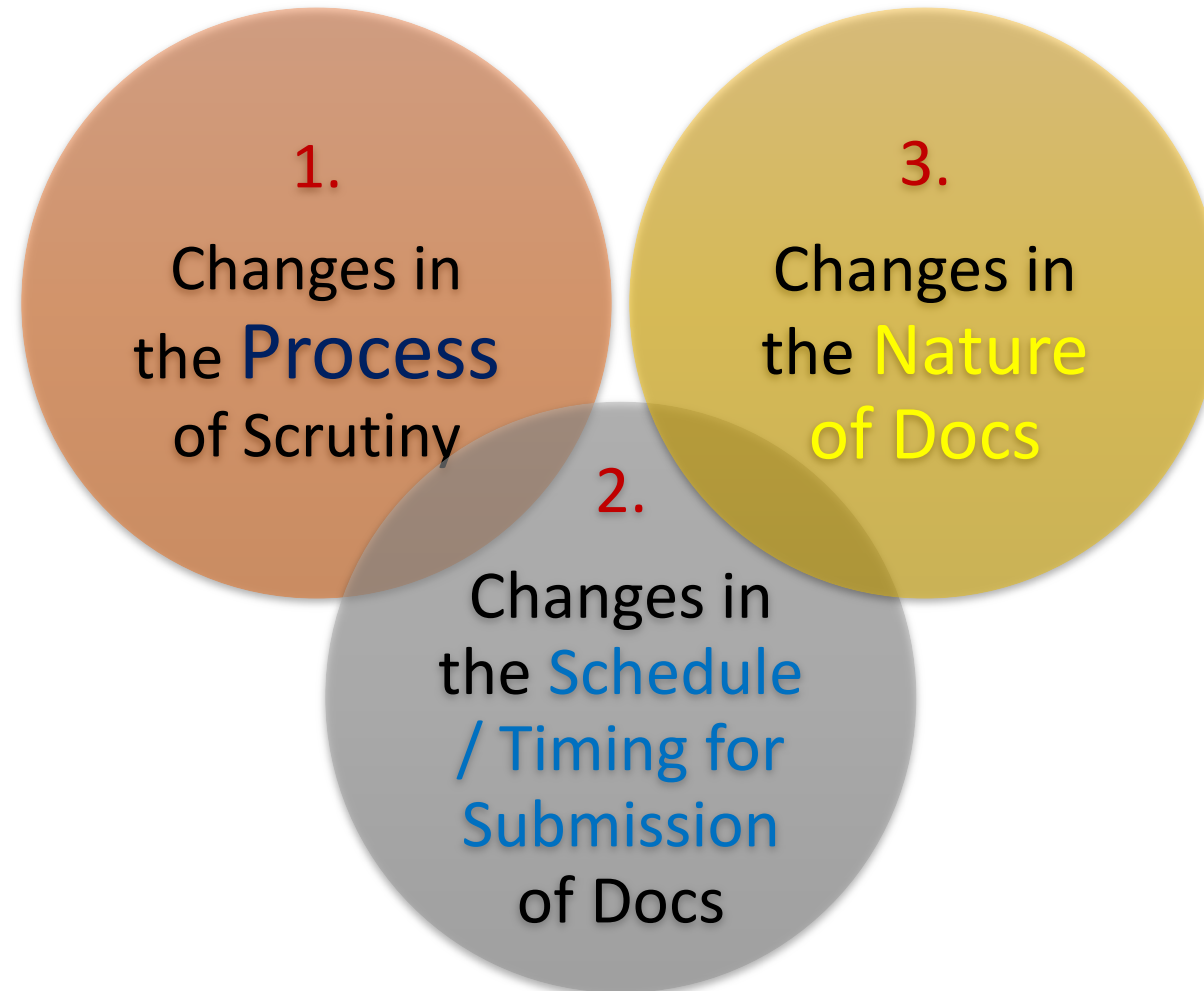 1.
Changes in
the Process
of Scrutiny
2.
Changes in
the Schedule
/ Timing for
Submission
of Docs
3.
Changes in
the Nature
of Docs